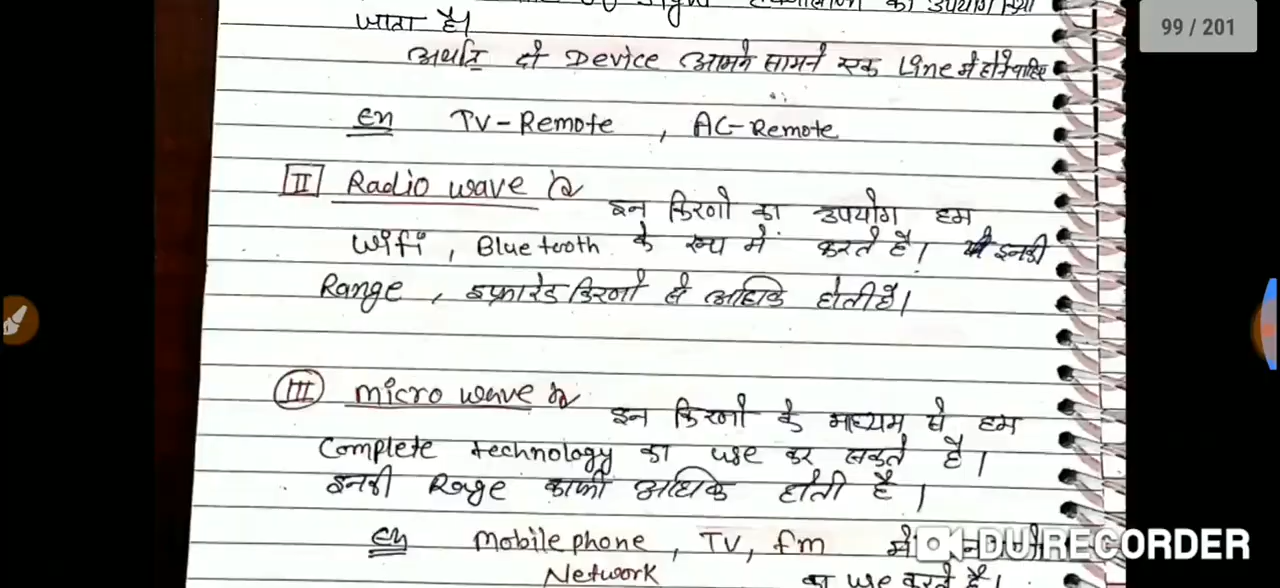 का उपयोग किया
99 / 201
जाता है।
अर्थात दो Device आमने सामने एक Line में होने चाहिए
Ex TV-Remote , AC-Remote
II Radio wave
इन किरणो का उपयोग हम
Wifi , Bluetooth के रूप में करते है। इनकी
Range , इफ्रारेड किरणो से अधिक होती है।
III micro wave
इन किरणो के माध्यम से हम
Complete technology का use कर सकते है।
इनकी Range काफी अधिक होती है।
Ex Mobile phone , TV, fm में
DU RECORDER
Network का use करते है।